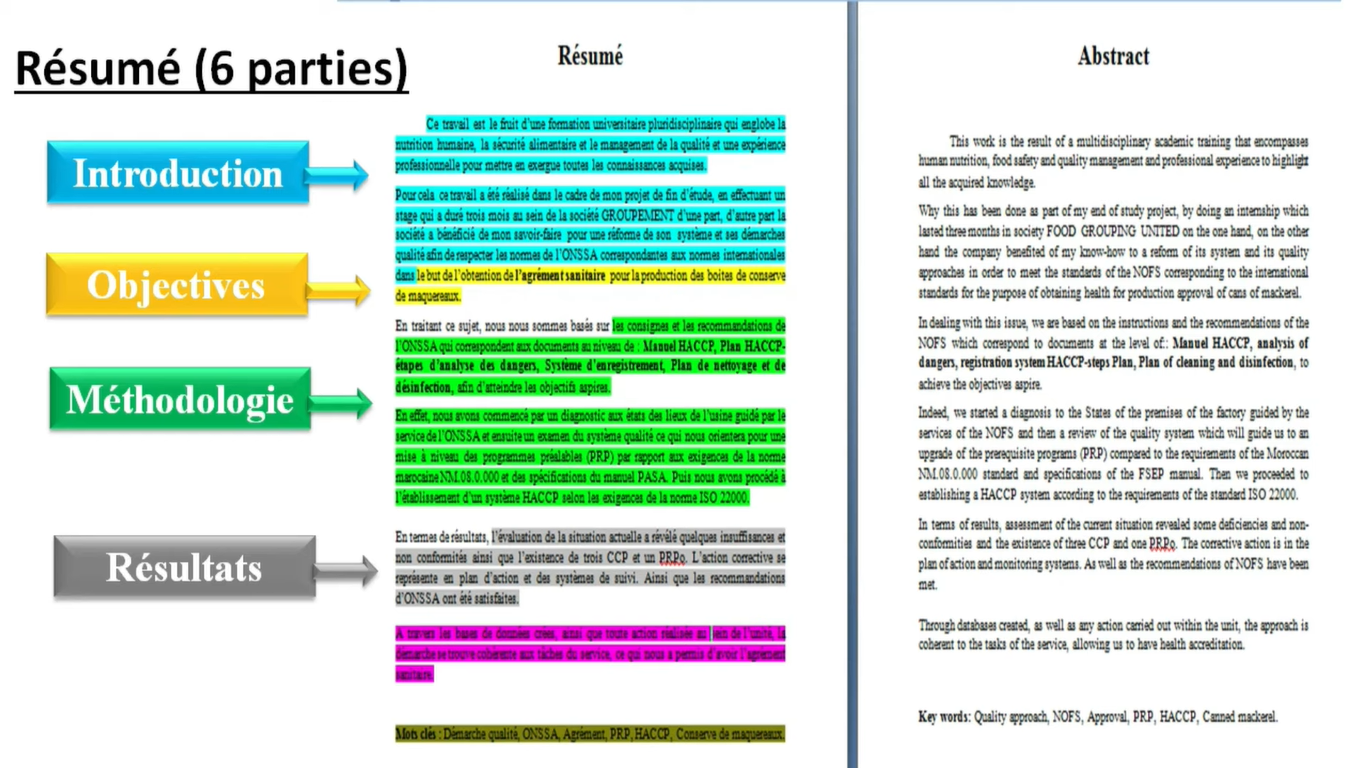 Résumé (6 parties)
Introduction
Objectives
Méthodologie
Résultats
Résumé
Ce travail est le fruit d'une formation universitaire pluridisciplinaire qui englobe la
nutrition humaine, la sécurité alimentaire et le management de la qualité et une expérience
professionnelle pour mettre en exergue toutes les connaissances acquises.
Pour cela ce travail a été réalisé dans le cadre de mon projet de fin d'étude, en effectuant un
stage qui a duré trois mois au sein de la société GROUPEMENT d'une part, d'autre part la
société a bénéficié de mon savoir-faire pour une réforme de son système et ses démarches
qualité afin de respecter les normes de l'ONSSA correspondantes aux normes internationales
dans le but de l'obtention de l'agrément sanitaire pour la production des boites de conserve
de maquereaux.
En traitant ce sujet, nous nous sommes basés sur les consignes et les recommandations de
l'ONSSA qui correspondent aux documents au niveau de : Manuel HACCP, Plan HACCP-
étapes d'analyse des dangers, Système d'enregistrement, Plan de nettoyage et de
désinfection, afin d'atteindre les objectifs aspires.
En effet, nous avons commencé par un diagnostic aux états des lieux de l'usine guidé par le
service de l'ONSSA et ensuite un examen du système qualité ce qui nous orientera pour une
mise à niveau des programmes préalables (PRP) par rapport aux exigences de la norme
marocaine NM.08.0.000 et des spécifications du manuel PASA. Puis nous avons procédé à
l'établissement d'un système HACCP selon les exigences de la norme ISO 22000.
En termes de résultats, l'évaluation de la situation actuelle a révélé quelques insuffisances et
non conformités ainsi que l'existence de trois CCP et un PRPo. L'action corrective se
représente en plan d'action et des systèmes de suivi. Ainsi que les recommandations
d'ONSSA ont été satisfaites.
A travers les bases de données crées, ainsi que toute action réalisées au sein de l'unité, la
démarche se trouve cohérente aux tâches du service, ce qui nous a permis d'avoir l'agrément
sanitaire.
Mots clés : Démarche qualité, ONSSA, Agrément, PRP, HACCP, Conserve de maquereaux.
Abstract
This work is the result of a multidisciplinary academic training that encompasses
human nutrition, food safety and quality management and professional experience to highlight
all the acquired knowledge.
Why this has been done as part of my end of study project, by doing an internship which
lasted three months in society FOOD GROUPING UNITED on the one hand, on the other
hand the company benefited of my know-how to a reform of its system and its quality
approaches in order to meet the standards of the NOFS corresponding to the international
standards for the purpose of obtaining health for production approval of cans of mackerel.
In dealing with this issue, we are based on the instructions and the recommendations of the
NOFS which correspond to documents at the level of: Manuel HACCP, analysis of
dangers, registration system HACCP-steps Plan, Plan of cleaning and disinfection, to
achieve the objectives aspire.
Indeed, we started a diagnosis to the States of the premises of the factory guided by the
services of the NOFS and then a review of the quality system which will guide us to an
upgrade of the prerequisite programs (PRP) compared to the requirements of the Moroccan
NM.08.0.000 standard and specifications of the FSEP manual. Then we proceeded to
establishing a HACCP system according to the requirements of the standard ISO 22000.
In terms of results, assessment of the current situation revealed some deficiencies and non-
conformities and the existence of three CCP and one PRPo. The corrective action is in the
plan of action and monitoring systems. As well as the recommendations of NOFS have been
met.
Through databases created, as well as any action carried out within the unit, the approach is
coherent to the tasks of the service, allowing us to have health accreditation.
Key words: Quality approach, NOFS, Approval, PRP, HACCP, Canned mackerel.